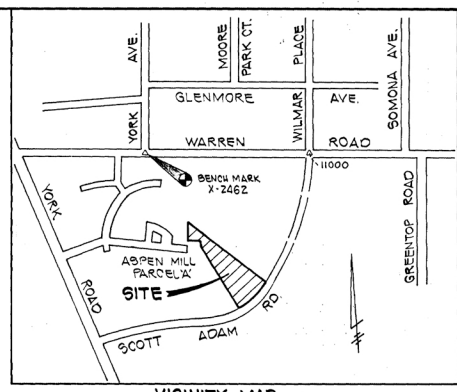 YORK AVE.
MOORE PARK CT.
WILMAR PLACE
SOMONA AVE.
GLENMORE AVE.
WARREN ROAD
11000
BENCH MARK
X-2462
YORK ROAD
GREENTOP ROAD
ASPEN MILL
PARCEL 'A'
SITE
SCOTT ADAM RD.
VICINITY MAP